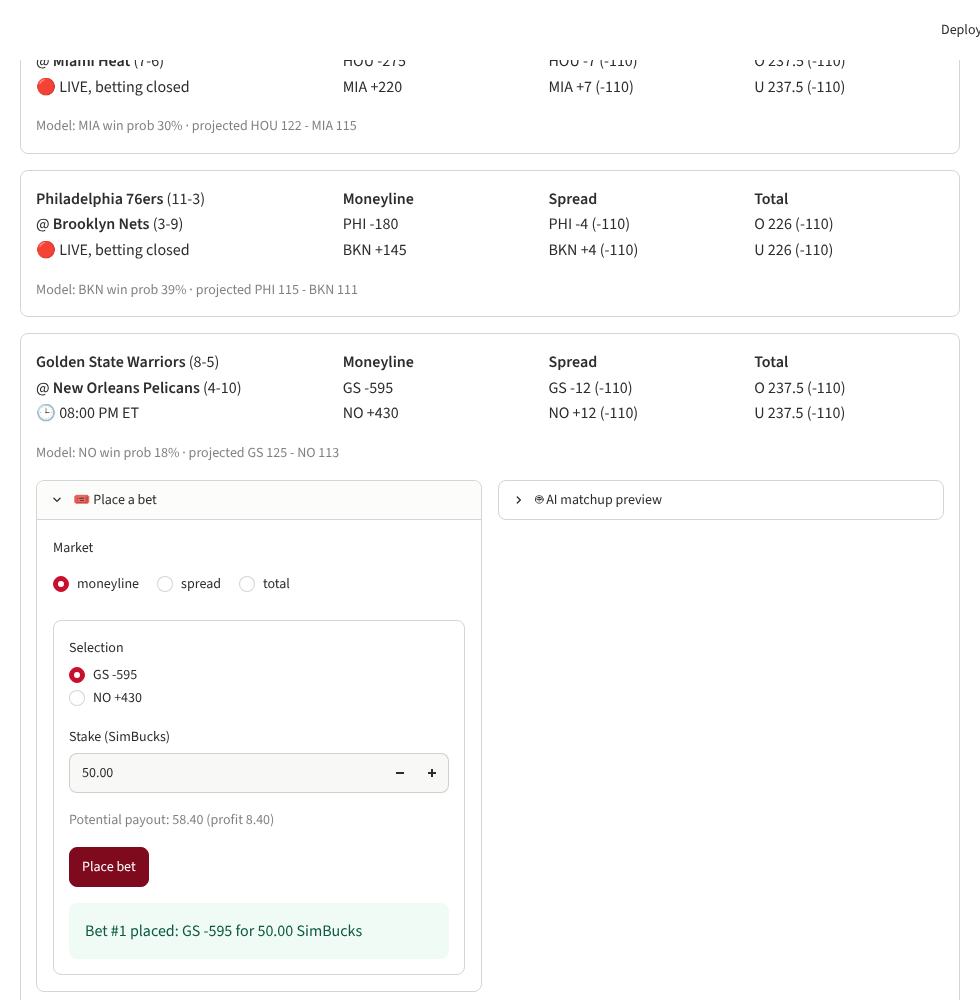 Deploy
@ Miami Heat (7-6)
HOU -275
HOU -7 (-110)
O 237.5 (-110)
LIVE, betting closed
MIA +220
MIA +7 (-110)
U 237.5 (-110)
Model: MIA win prob 30% · projected HOU 122 - MIA 115
Philadelphia 76ers (11-3)
Moneyline
Spread
Total
@ Brooklyn Nets (3-9)
PHI -180
PHI -4 (-110)
O 226 (-110)
LIVE, betting closed
BKN +145
BKN +4 (-110)
U 226 (-110)
Model: BKN win prob 39% · projected PHI 115 - BKN 111
Golden State Warriors (8-5)
Moneyline
Spread
Total
@ New Orleans Pelicans (4-10)
GS -595
GS -12 (-110)
O 237.5 (-110)
08:00 PM ET
NO +430
NO +12 (-110)
U 237.5 (-110)
Model: NO win prob 18% · projected GS 125 - NO 113
Place a bet
AI matchup preview
Market
moneyline
spread
total
Selection
GS -595
NO +430
Stake (SimBucks)
50.00
Potential payout: 58.40 (profit 8.40)
Place bet
Bet #1 placed: GS -595 for 50.00 SimBucks